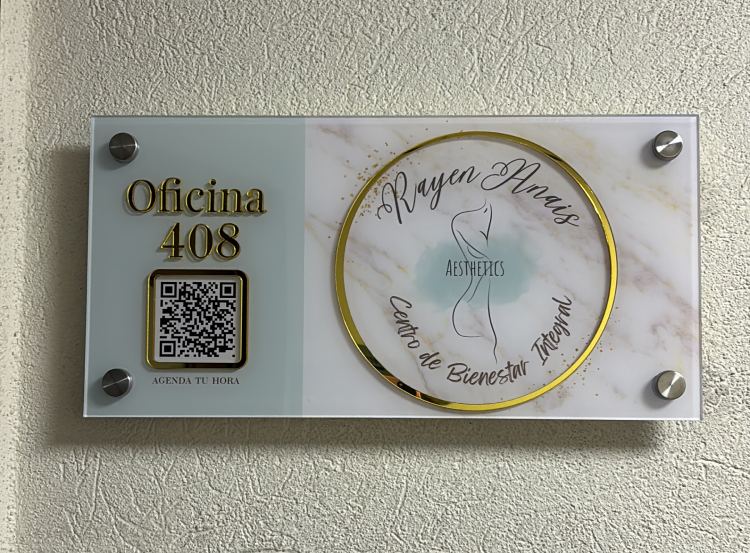 Oficina
408
AGENDA TU HORA
Rayen Anais
AESTHETICS
Centro de Bienestar Integral